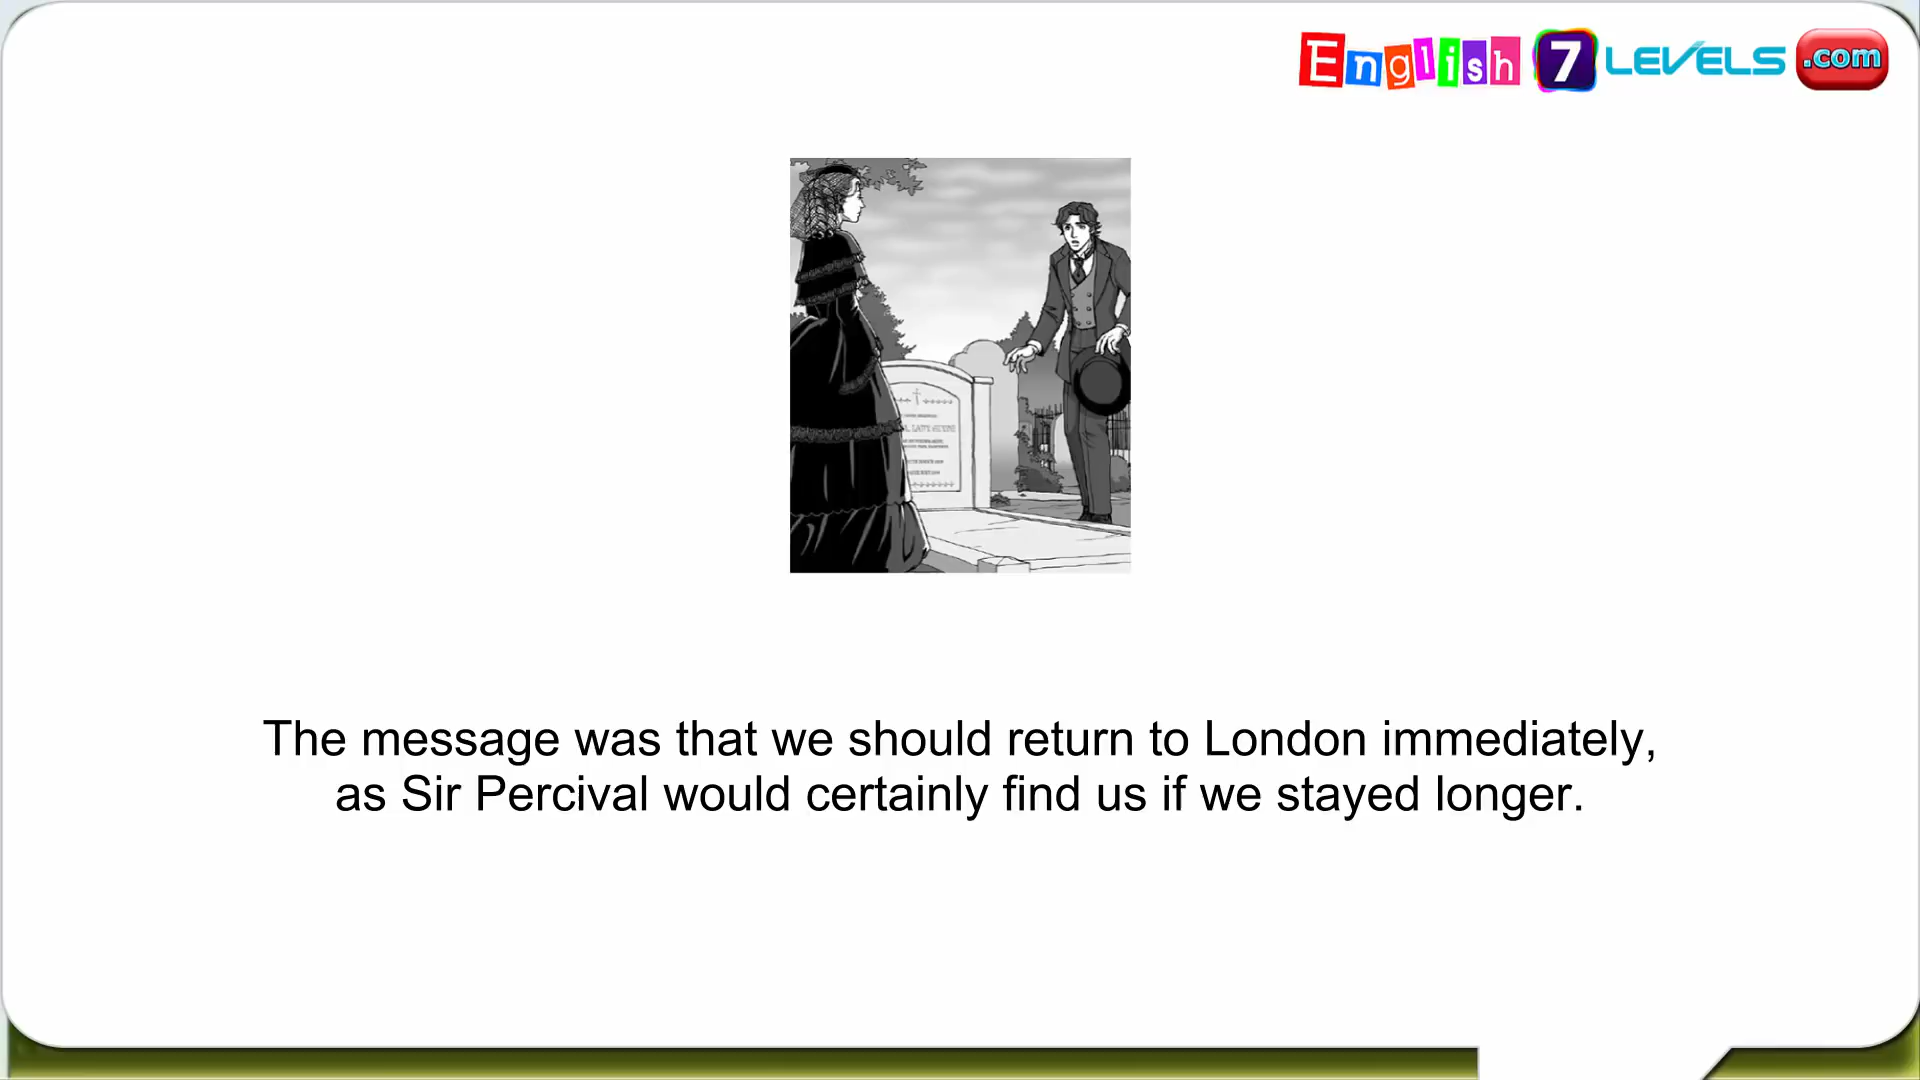 English 7 LEVELS .com
The message was that we should return to London immediately,
as Sir Percival would certainly find us if we stayed longer.